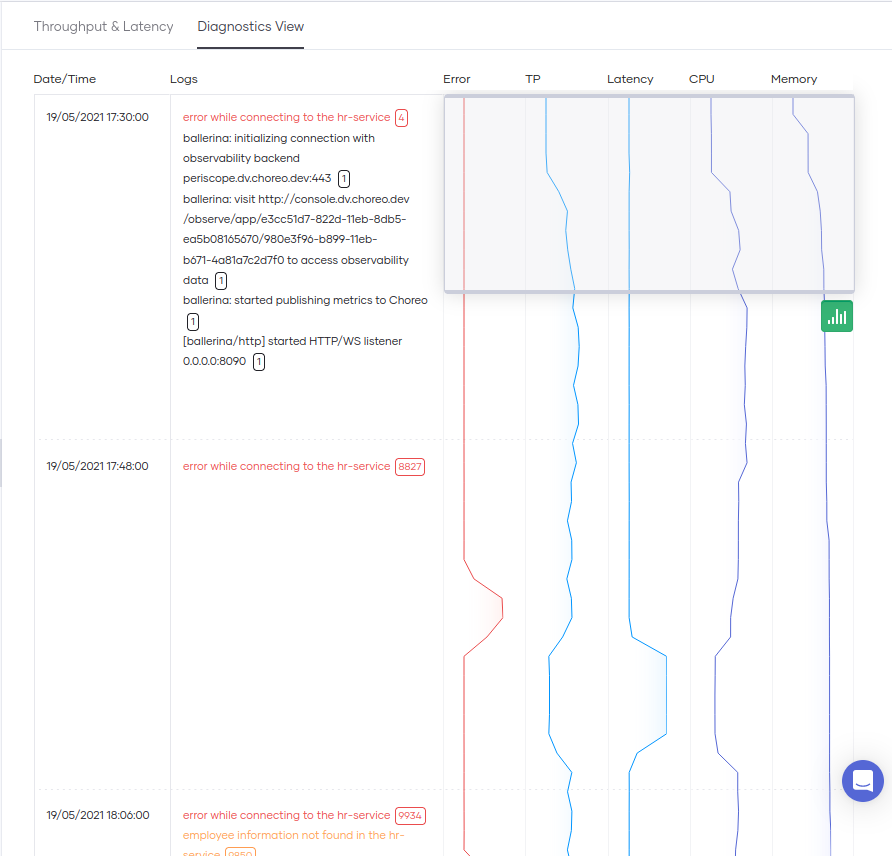 Throughput & Latency Diagnostics View
Date/Time Logs Error TP Latency CPU Memory
19/05/2021 17:30:00 error while connecting to the hr-service 4
ballerina: initializing connection with
observability backend
periscope.dv.choreo.dev:443 1
ballerina: visit http://console.dv.choreo.dev
/observe/app/e3cc51d7-822d-11eb-8db5-
ea5b08165670/980e3f96-b899-11eb-
b671-4a81a7c2d7f0 to access observability
data 1
ballerina: started publishing metrics to Choreo
1
[ballerina/http] started HTTP/WS listener
0.0.0.0:8090 1
19/05/2021 17:48:00 error while connecting to the hr-service 8827
19/05/2021 18:06:00 error while connecting to the hr-service 9934
employee information not found in the hr-
service 9850